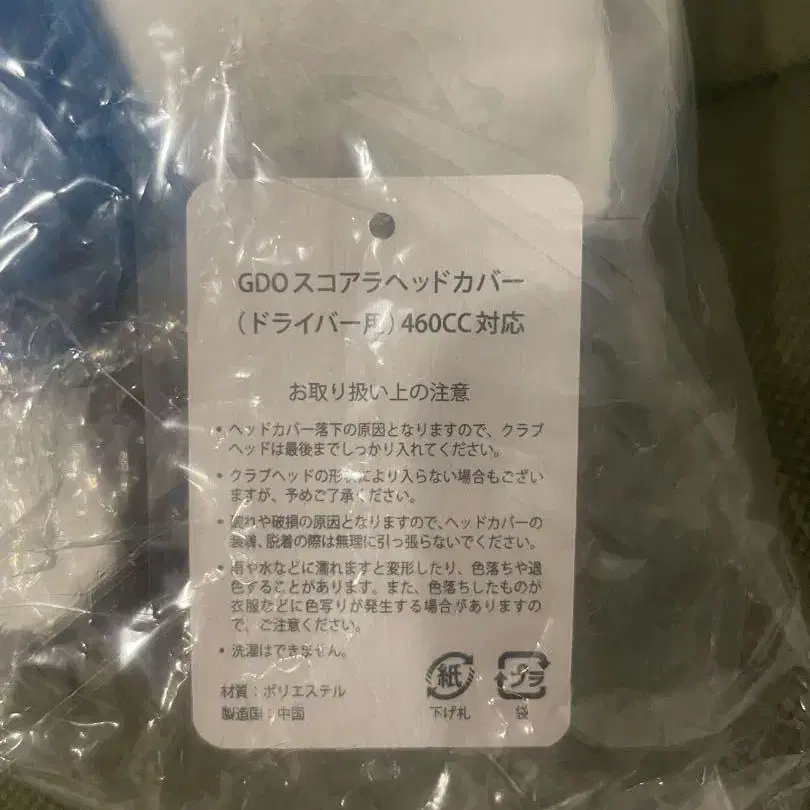 GDOスコアラヘッドカバー
(ドライバー用)460CC対応
お取り扱い上の注意
・ヘッドカバー落下の原因となりますので、クラブ
ヘッドは最後までしっかり入れてください。
・クラブヘッドの形状により入らない場合もござい
ますが、予めご了承ください。
・破れや破損の原因となりますので、ヘッドカバーの
装着、脱着の際は無理に引っ張らないでください。
・雨や水などに濡れますと変形したり、色落ちや退
色することがあります。また、色落ちしたものが
衣服などに色写りが発生する場合がありますの
で、ご注意ください。
・洗濯はできません。
材質:ポリエステル
製造国:中国
紙
下げ札
プラ
袋